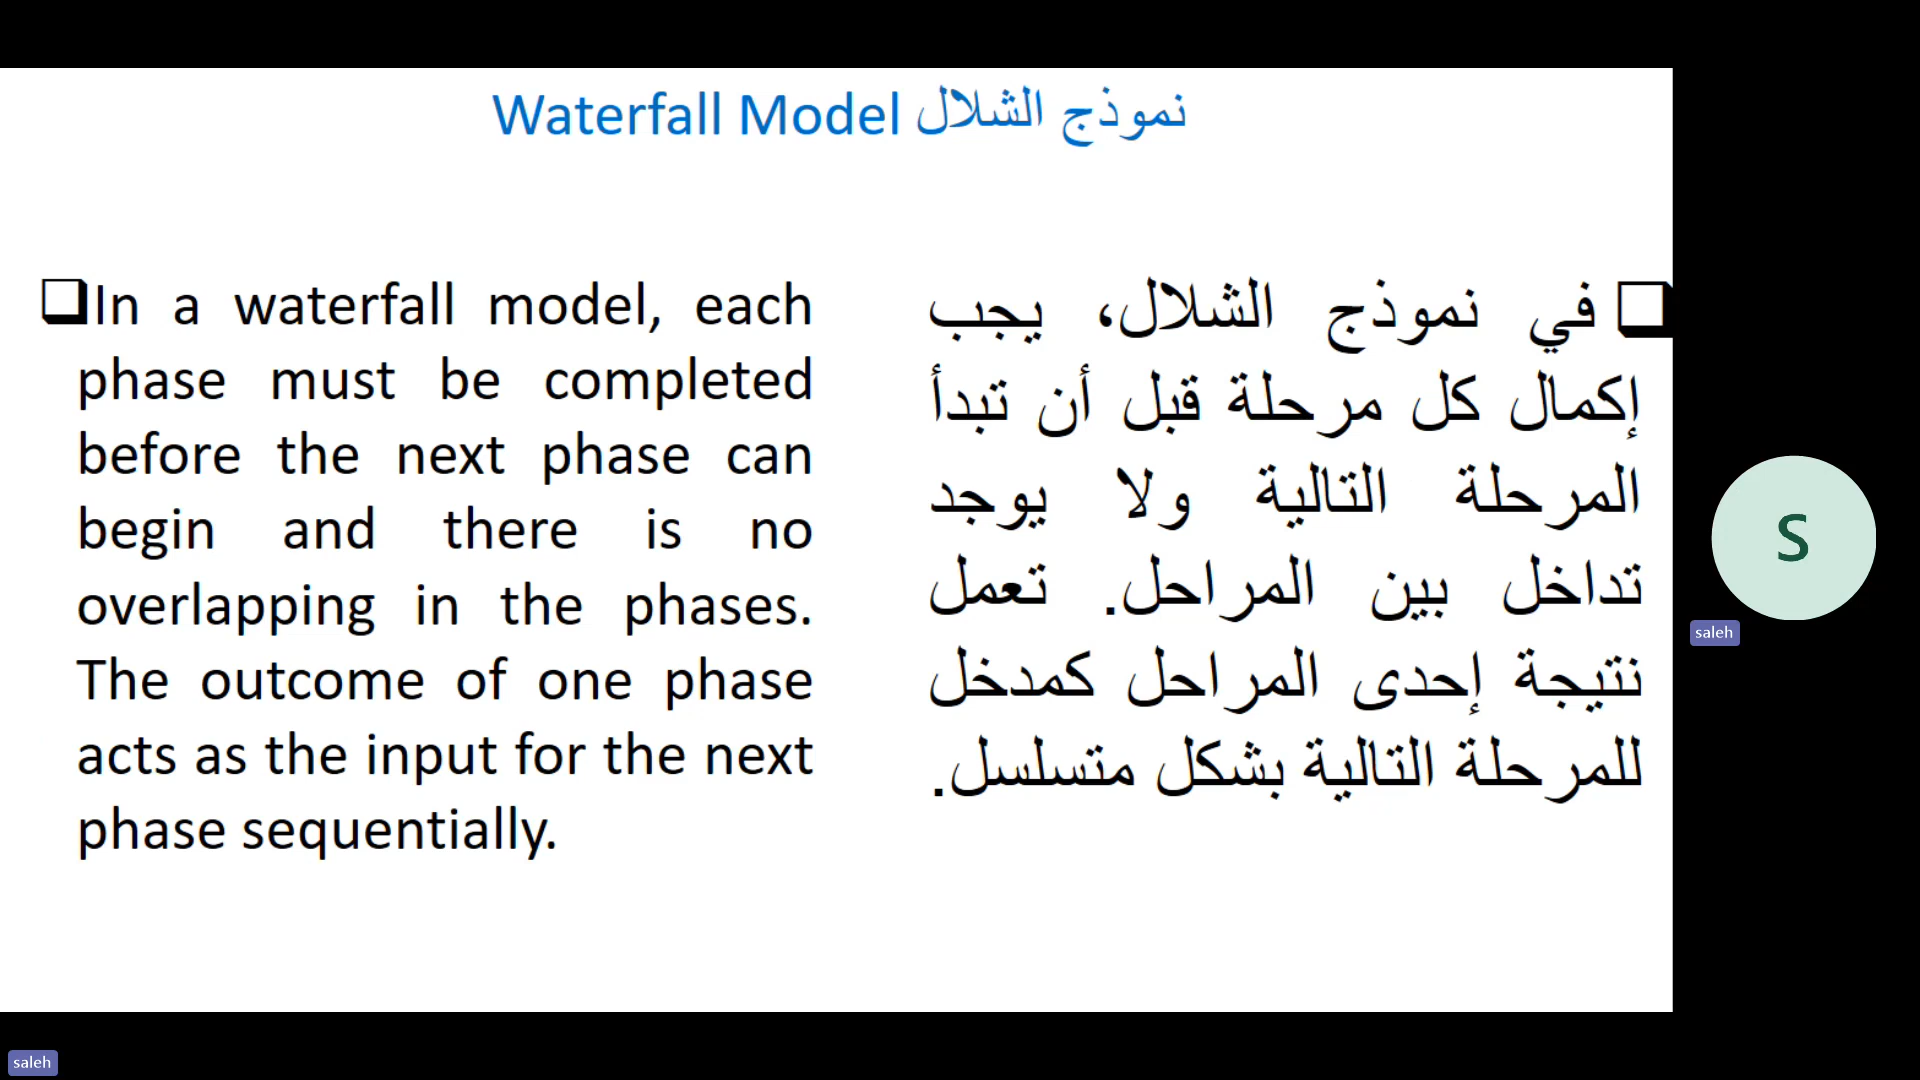 Waterfall Model نموذج الشلال
❑In a waterfall model, each
phase must be completed
before the next phase can
begin and there is no
overlapping in the phases.
The outcome of one phase
acts as the input for the next
phase sequentially.
❑في نموذج الشلال، يجب
إكمال كل مرحلة قبل أن تبدأ
المرحلة التالية ولا يوجد
تداخل بين المراحل. تعمل
نتيجة إحدى المراحل كمدخل
للمرحلة التالية بشكل متسلسل.
S
saleh
saleh